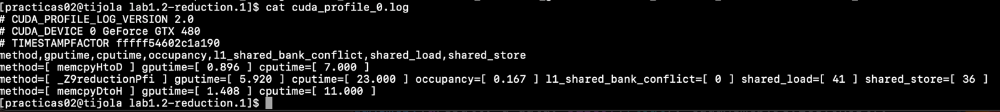 [practicas02@tijola lab1.2-reduction.1]$ cat cuda_profile_0.log
# CUDA_PROFILE_LOG_VERSION 2.0
# CUDA_DEVICE 0 GeForce GTX 480
# TIMESTAMPFACTOR fffff54602c1a190
method,gputime,cputime,occupancy,l1_shared_bank_conflict,shared_load,shared_store
method=[ memcpyHtoD ] gputime=[ 0.896 ] cputime=[ 7.000 ]
method=[ _Z9reductionPfi ] gputime=[ 5.920 ] cputime=[ 23.000 ] occupancy=[ 0.167 ] l1_shared_bank_conflict=[ 0 ] shared_load=[ 41 ] shared_store=[ 36 ]
method=[ memcpyDtoH ] gputime=[ 1.408 ] cputime=[ 11.000 ]
[practicas02@tijola lab1.2-reduction.1]$